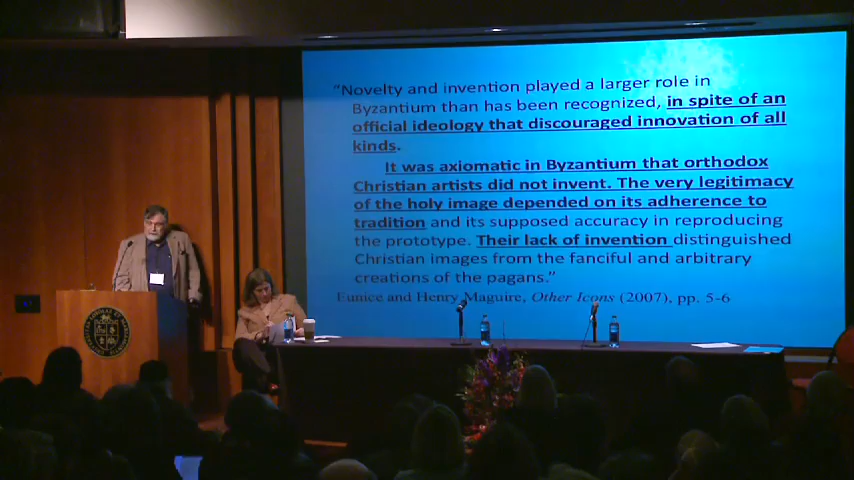 “Novelty and invention played a larger role in
Byzantium than has been recognized, in spite of an
official ideology that discouraged innovation of all
kinds.
It was axiomatic in Byzantium that orthodox
Christian artists did not invent. The very legitimacy
of the holy image depended on its adherence to
tradition and its supposed accuracy in reproducing
the prototype. Their lack of invention distinguished
Christian images from the fanciful and arbitrary
creations of the pagans.”
Eunice and Henry Maguire, Other Icons (2007), pp. 5-6